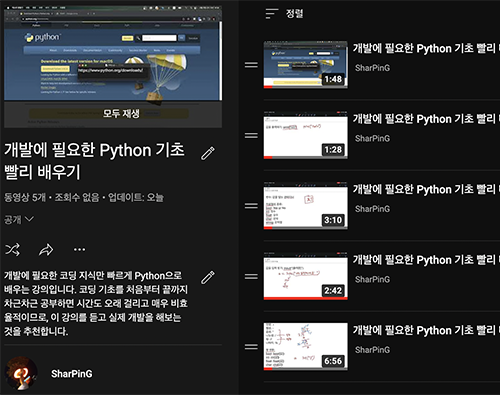 python
Download the latest version for macOS
https://www.python.org/downloads/
모두 재생
개발에 필요한 Python 기초
빨리 배우기
동영상 5개 • 조회수 없음 • 업데이트: 오늘
공개
개발에 필요한 코딩 지식만 빠르게 Python으로
배우는 강의입니다. 코딩 기초를 처음부터 끝까지
차근차근 공부하면 시간도 오래 걸리고 매우 비효
율적이므로, 이 강의를 듣고 실제 개발을 해보는
것을 추천합니다.
SharPinG
정렬
개발에 필요한 Python 기초 빨리
SharPinG
1:48
개발에 필요한 Python 기초 빨리
SharPinG
1:28
개발에 필요한 Python 기초 빨리
SharPinG
3:10
개발에 필요한 Python 기초 빨리
SharPinG
2:42
개발에 필요한 Python 기초 빨리
SharPinG
6:56